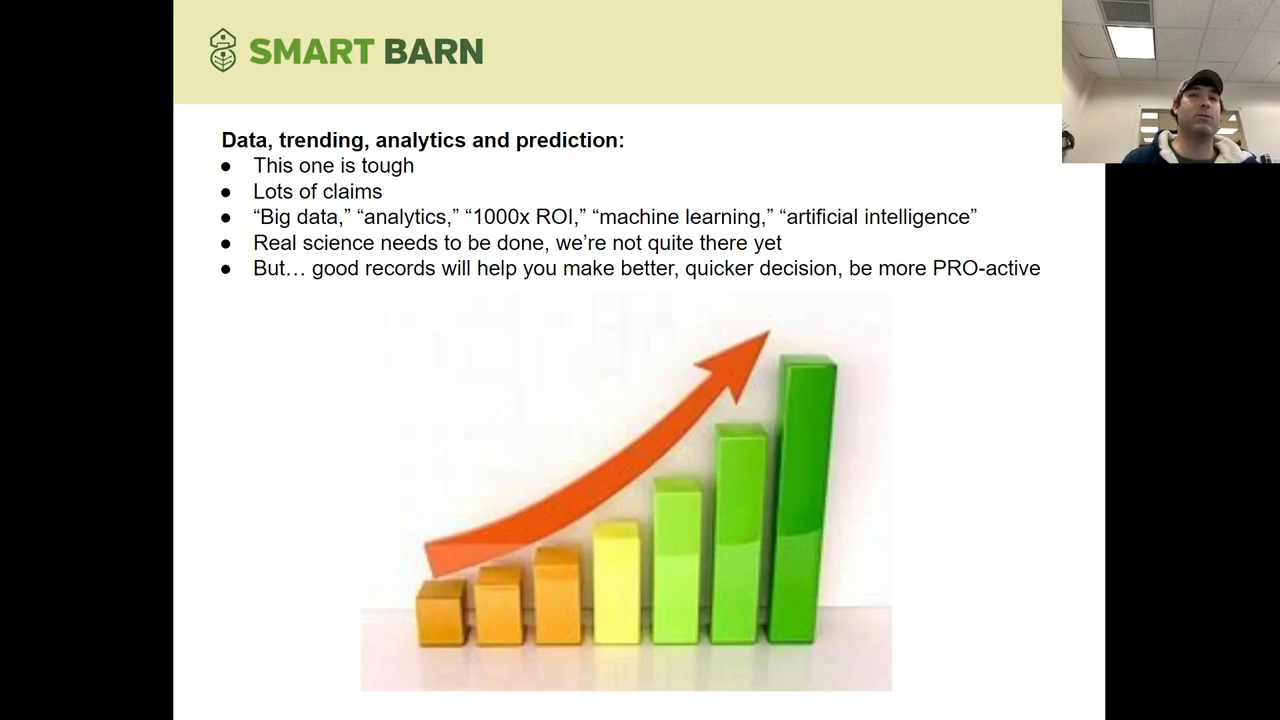 SMART BARN
Data, trending, analytics and prediction:
● This one is tough
● Lots of claims
● “Big data,” “analytics,” “1000x ROI,” “machine learning,” “artificial intelligence”
● Real science needs to be done, we’re not quite there yet
● But… good records will help you make better, quicker decision, be more PRO-active